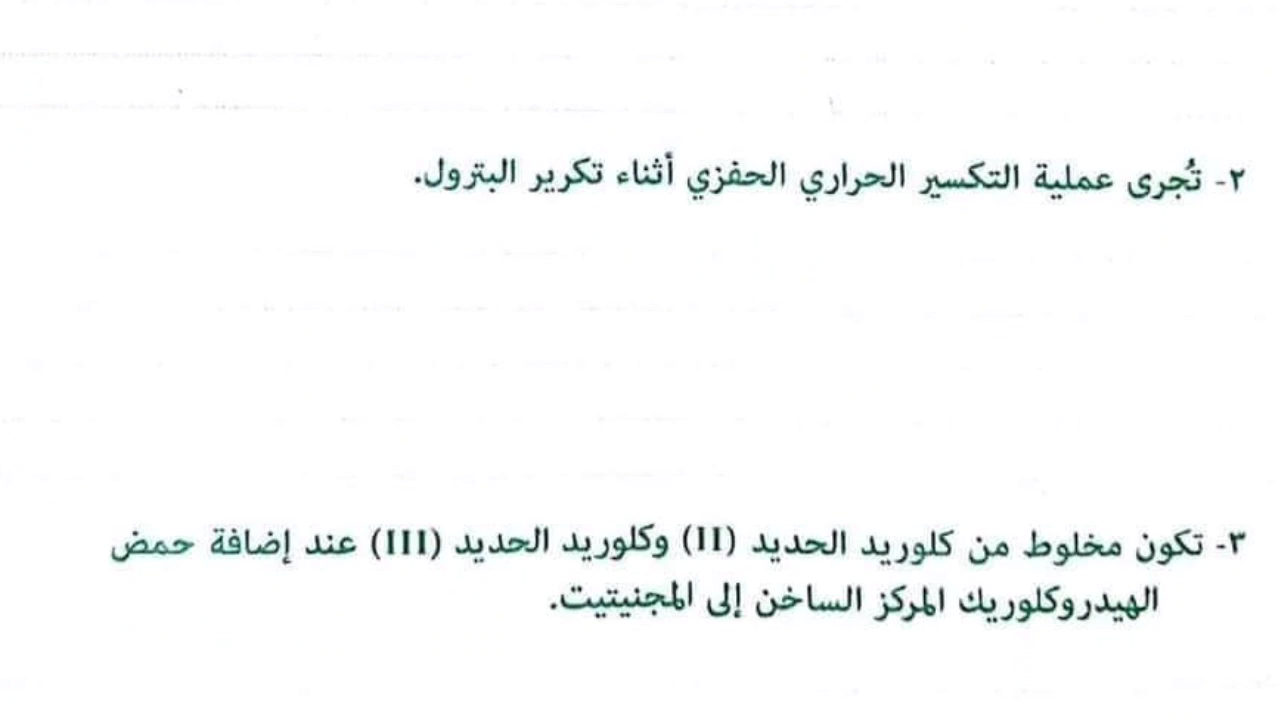 ٢- تُجرى عملية التكسير الحراري الحفزي أثناء تكرير البترول.
٣- تكون مخلوط من كلوريد الحديد (II) وكلوريد الحديد (III) عند إضافة حمض
الهيدروكلوريك المركز الساخن إلى المجنيتيت.